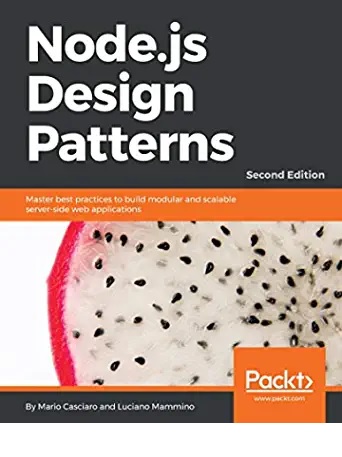 Node.js
Design
Patterns
Second Edition
Master best practices to build modular and scalable
server-side web applications
Packt>
www.packt.com
By Mario Casciaro and Luciano Mammino